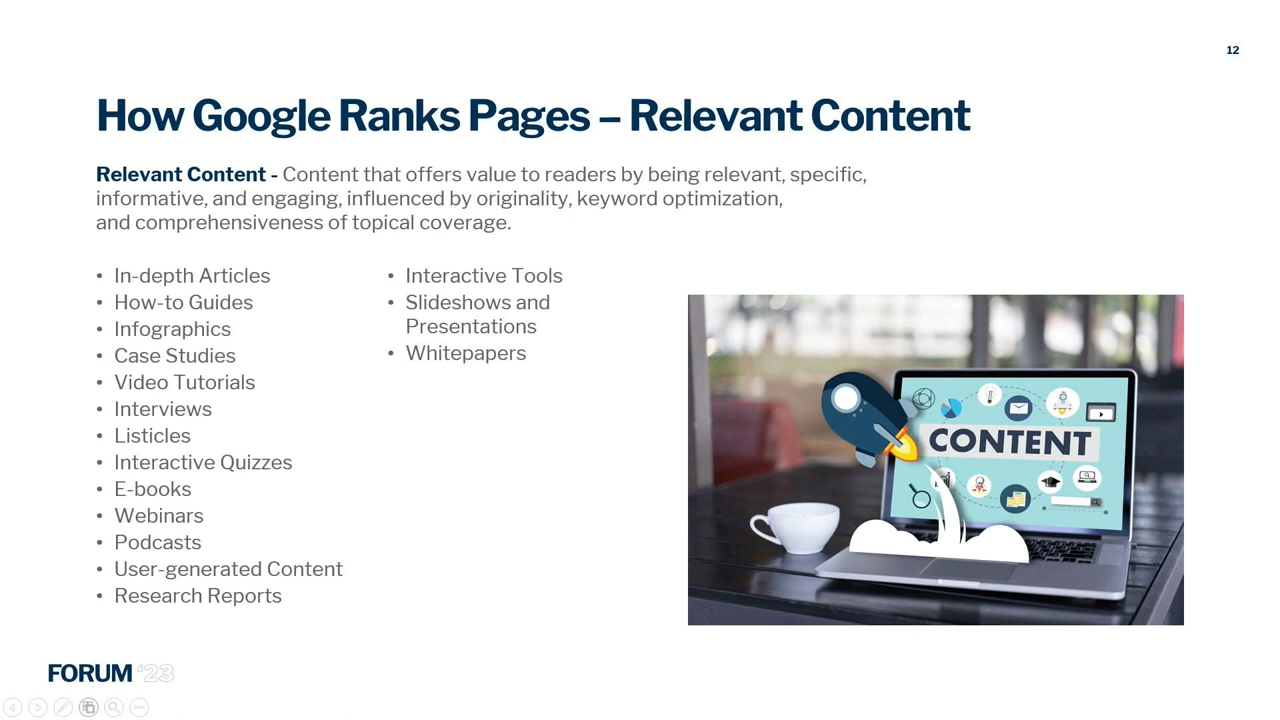 12
How Google Ranks Pages – Relevant Content
Relevant Content - Content that offers value to readers by being relevant, specific,
informative, and engaging, influenced by originality, keyword optimization,
and comprehensiveness of topical coverage.
• In-depth Articles
• How-to Guides
• Infographics
• Case Studies
• Video Tutorials
• Interviews
• Listicles
• Interactive Quizzes
• E-books
• Webinars
• Podcasts
• User-generated Content
• Research Reports
• Interactive Tools
• Slideshows and
Presentations
• Whitepapers
CONTENT
FORUM '23